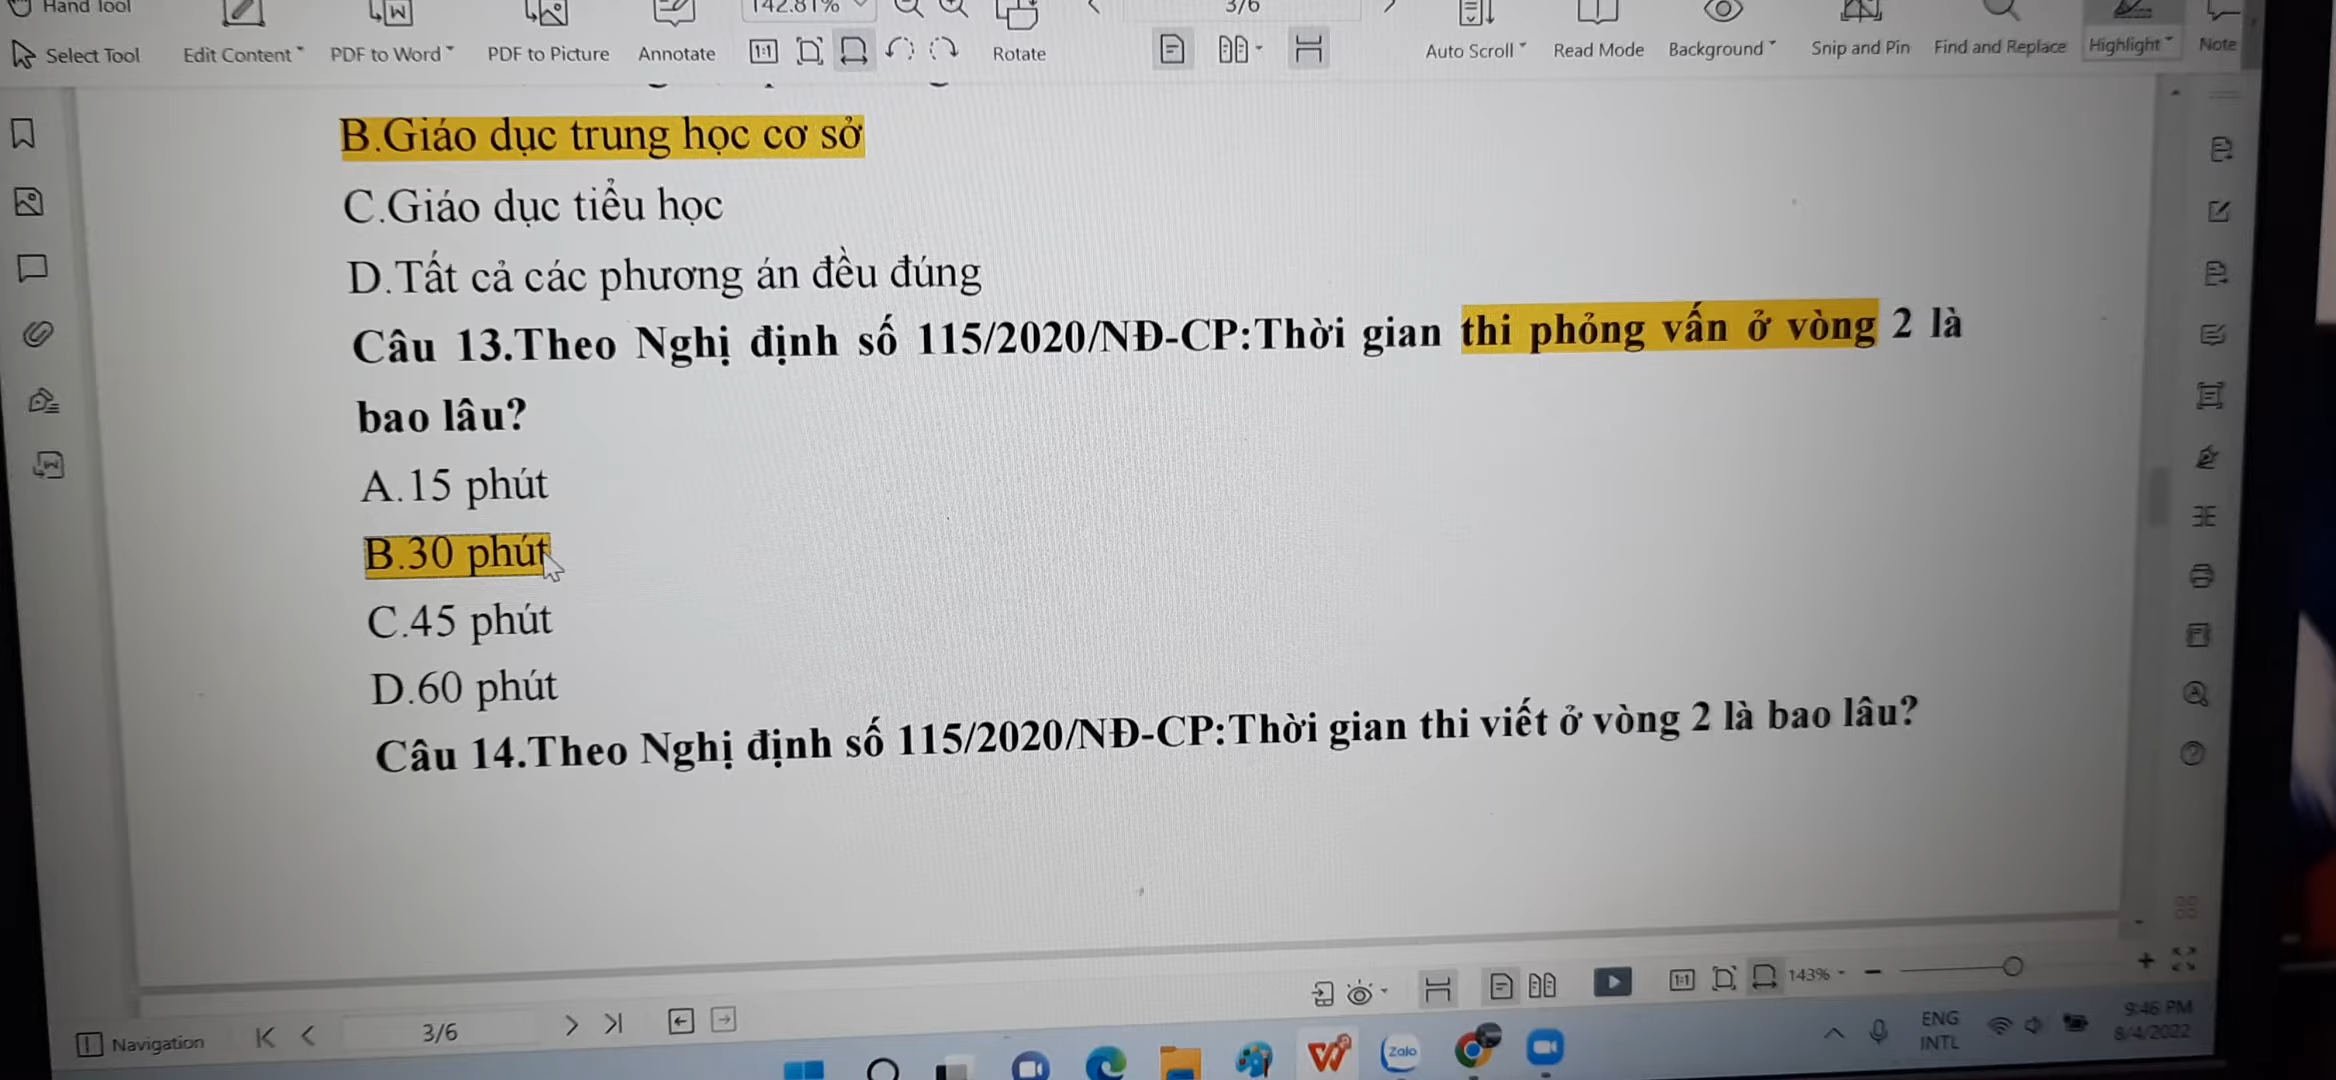 Hand Tool
142.81%
3/6
Select Tool
Edit Content
PDF to Word
PDF to Picture
Annotate
1:1
Rotate
Auto Scroll
Read Mode
Background
Snip and Pin
Find and Replace
Highlight
Note
B.Giáo dục trung học cơ sở
C.Giáo dục tiểu học
D.Tất cả các phương án đều đúng
Câu 13.Theo Nghị định số 115/2020/NĐ-CP:Thời gian thi phỏng vấn ở vòng 2 là
bao lâu?
A.15 phút
B.30 phút
C.45 phút
D.60 phút
Câu 14.Theo Nghị định số 115/2020/NĐ-CP:Thời gian thi viết ở vòng 2 là bao lâu?
1:1
143%
Navigation
3/6
Zalo
ENG
INTL
9:46 PM
8/4/2022